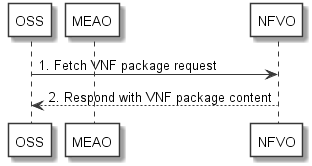 OSS MEAO NFVO
1. Fetch VNF package request
2. Respond with VNF package content
OSS MEAO NFVO